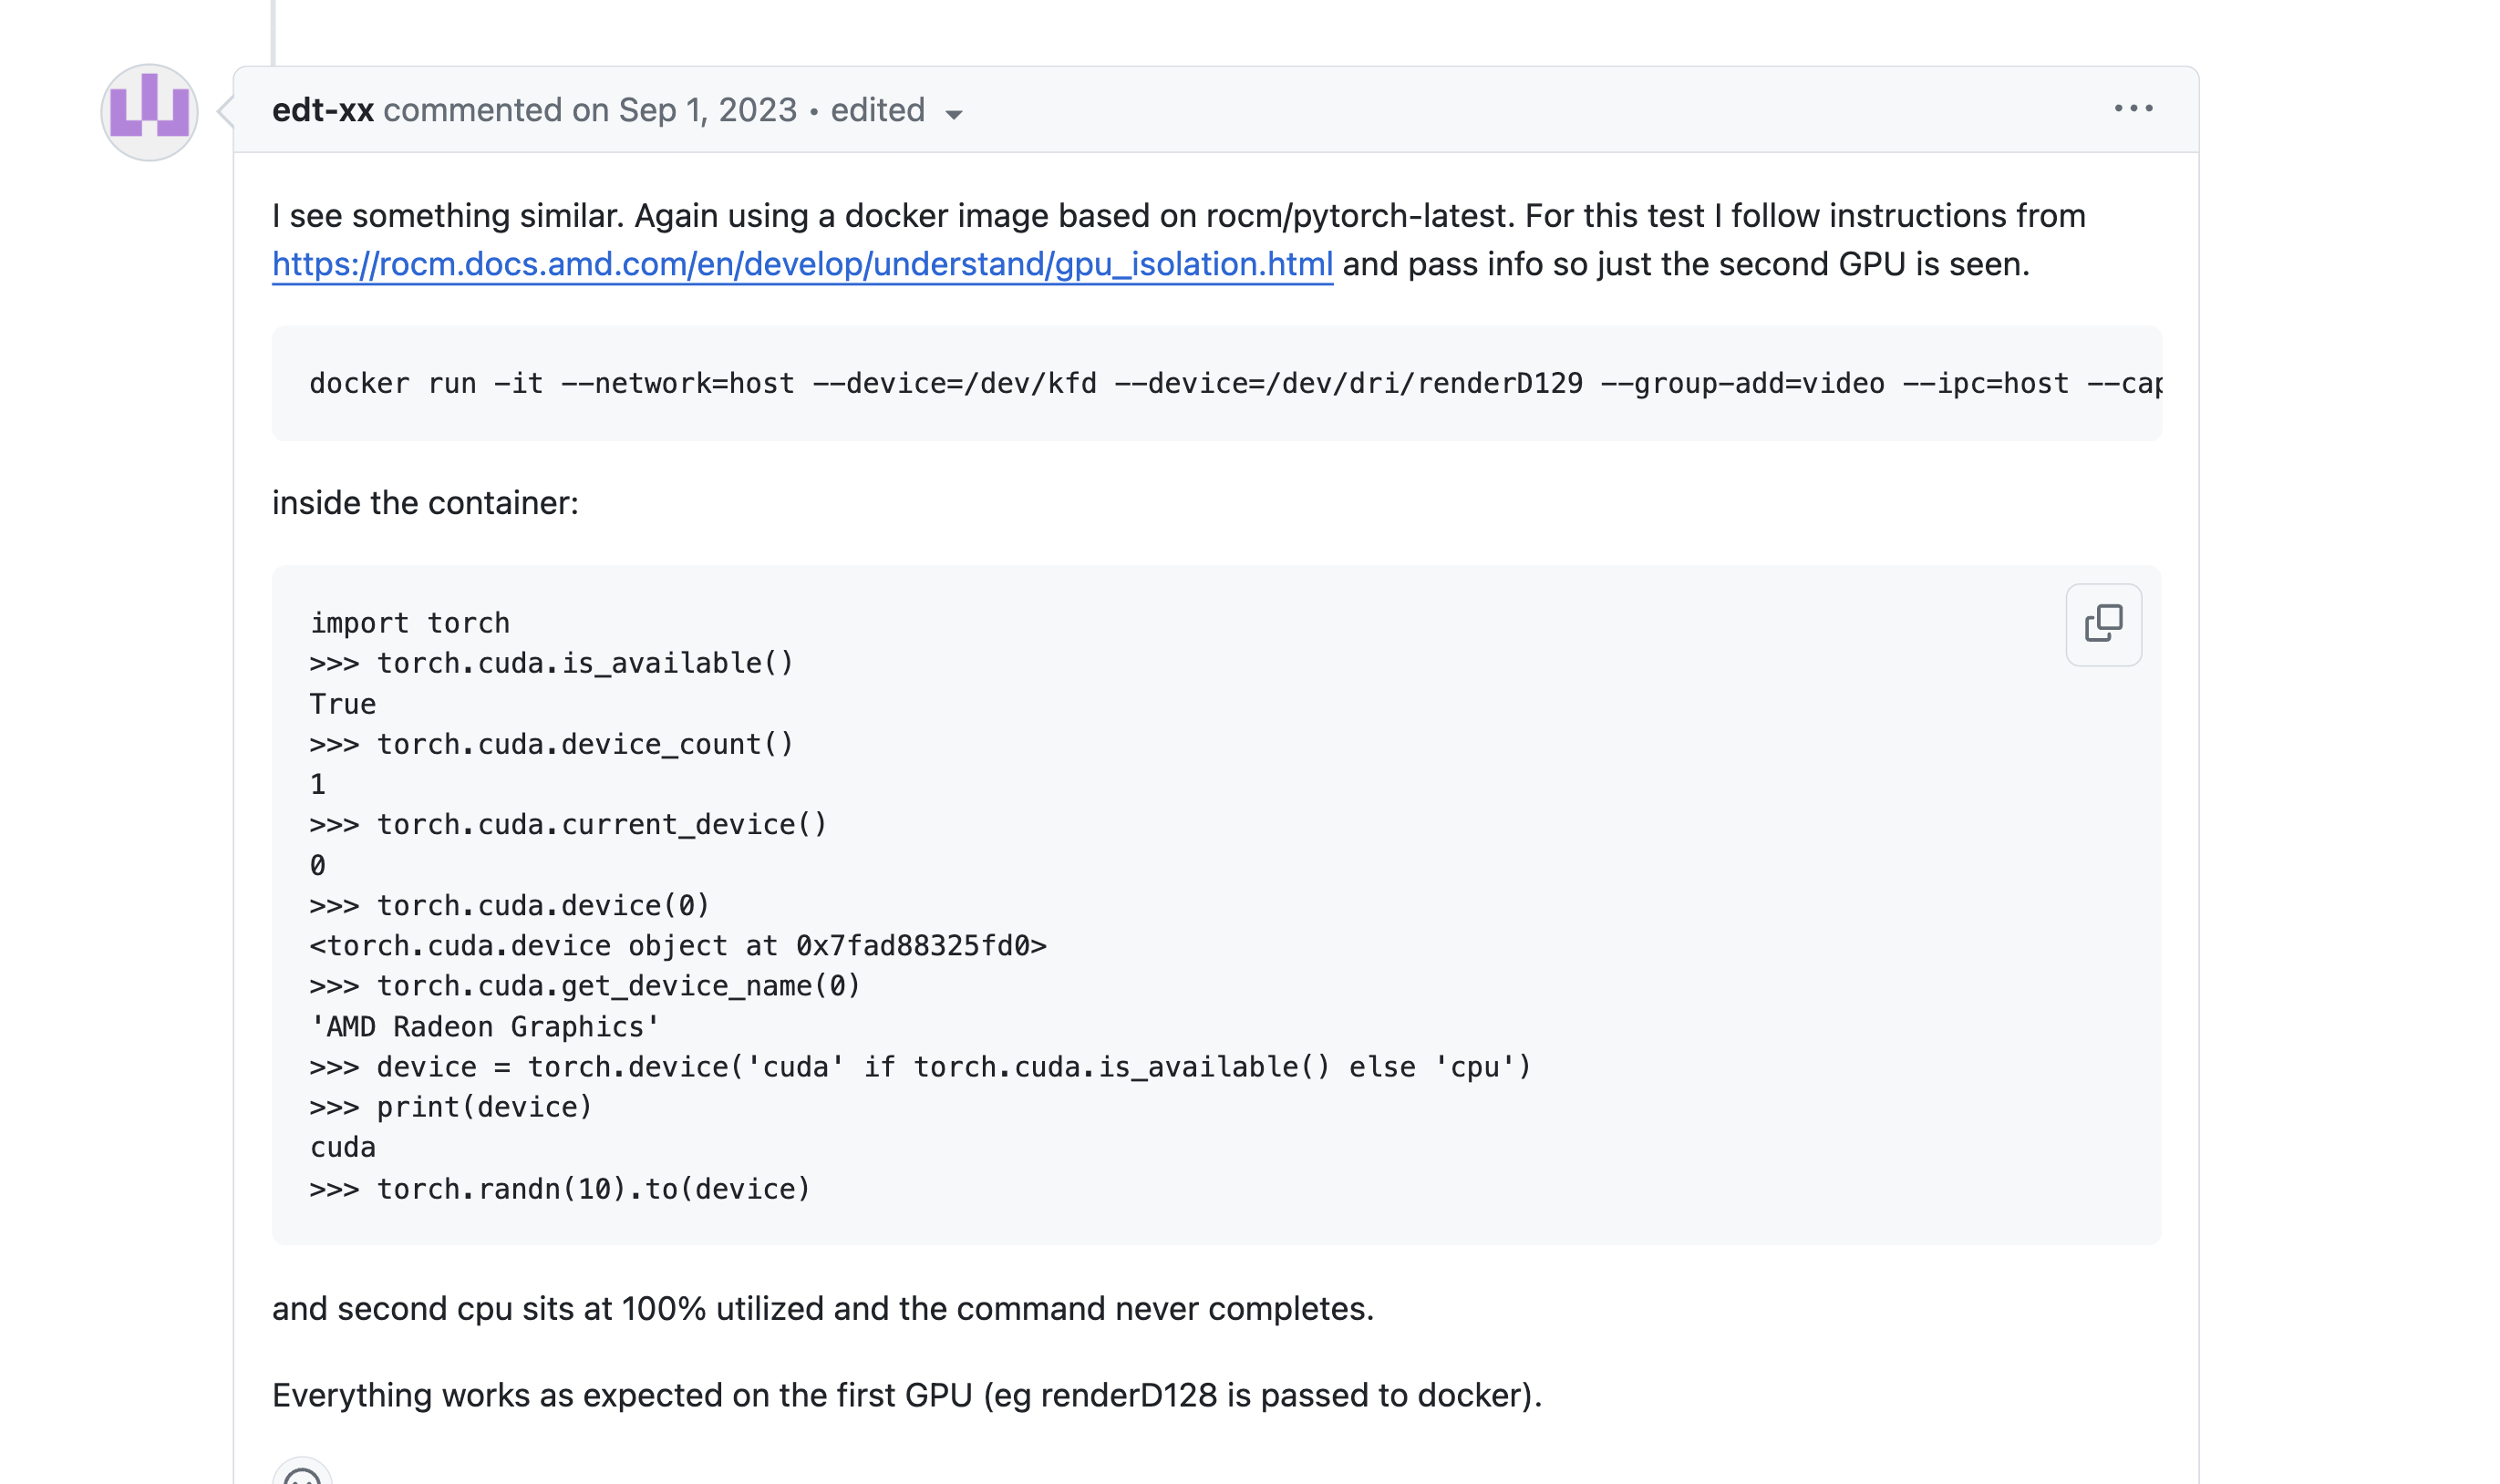 edt-xx commented on Sep 1, 2023 • edited
I see something similar. Again using a docker image based on rocm/pytorch-latest. For this test I follow instructions from
https://rocm.docs.amd.com/en/develop/understand/gpu_isolation.html and pass info so just the second GPU is seen.
docker run -it --network=host --device=/dev/kfd --device=/dev/dri/renderD129 --group-add=video --ipc=host --cap
inside the container:
import torch
>>> torch.cuda.is_available()
True
>>> torch.cuda.device_count()
1
>>> torch.cuda.current_device()
0
>>> torch.cuda.device(0)
<torch.cuda.device object at 0x7fad88325fd0>
>>> torch.cuda.get_device_name(0)
'AMD Radeon Graphics'
>>> device = torch.device('cuda' if torch.cuda.is_available() else 'cpu')
>>> print(device)
cuda
>>> torch.randn(10).to(device)
and second cpu sits at 100% utilized and the command never completes.
Everything works as expected on the first GPU (eg renderD128 is passed to docker).